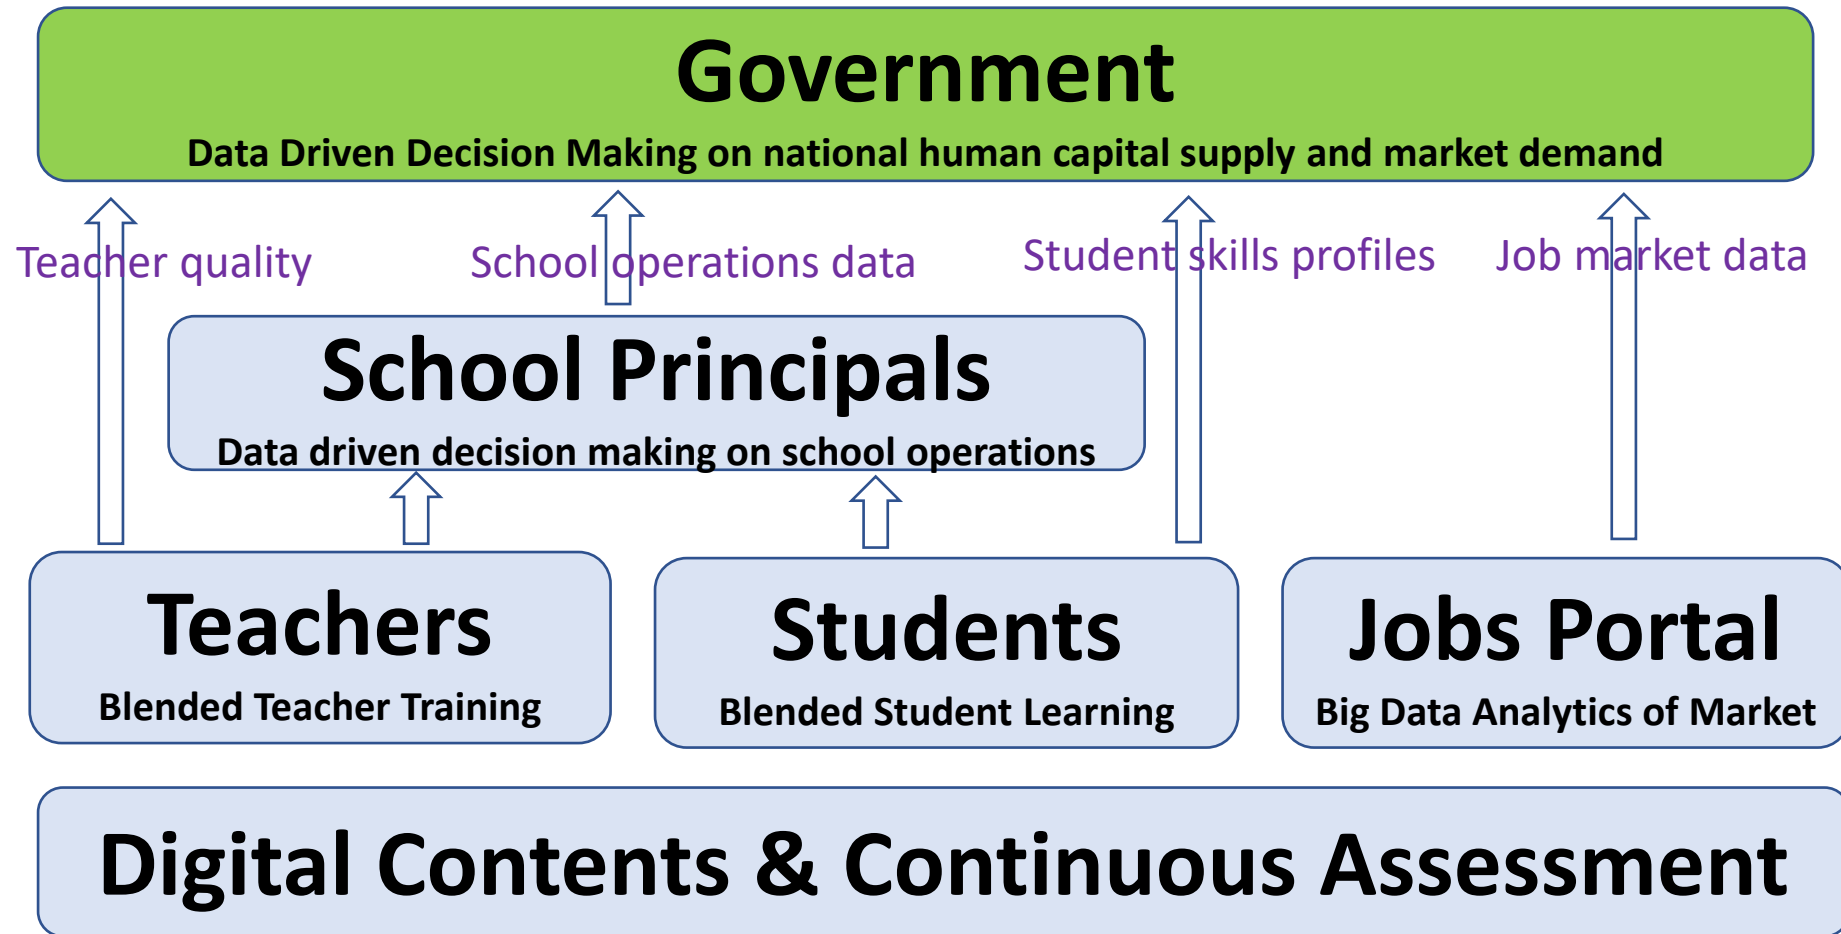 Government
Data Driven Decision Making on national human capital supply and market demand
Teacher quality
School operations data
Student skills profiles
Job market data
School Principals
Data driven decision making on school operations
Teachers
Blended Teacher Training
Students
Blended Student Learning
Jobs Portal
Big Data Analytics of Market
Digital Contents & Continuous Assessment